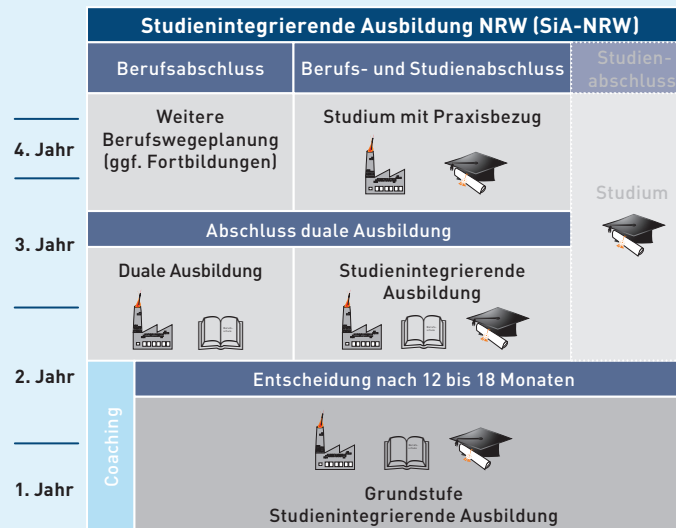 Studienintegrierende Ausbildung NRW (SiA-NRW)
Berufsabschluss
Berufs- und Studienabschluss
Studien-
abschluss
4. Jahr
Weitere
Berufswegeplanung
(ggf. Fortbildungen)
Studium mit Praxisbezug
Studium
3. Jahr
Abschluss duale Ausbildung
Duale Ausbildung
Studienintegrierende
Ausbildung
2. Jahr
Entscheidung nach 12 bis 18 Monaten
Coaching
1. Jahr
Grundstufe
Studienintegrierende Ausbildung